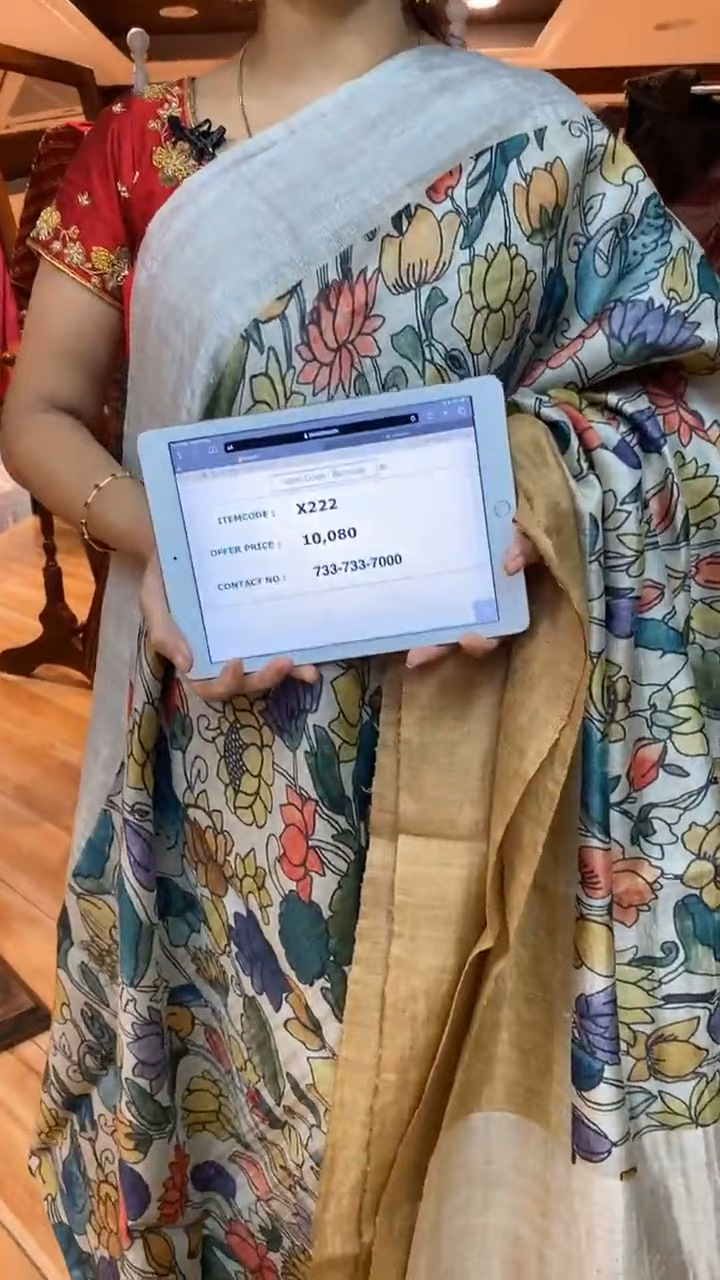 ITEMCODE : X222
OFFER PRICE : 10,080
CONTACT NO : 733-733-7000